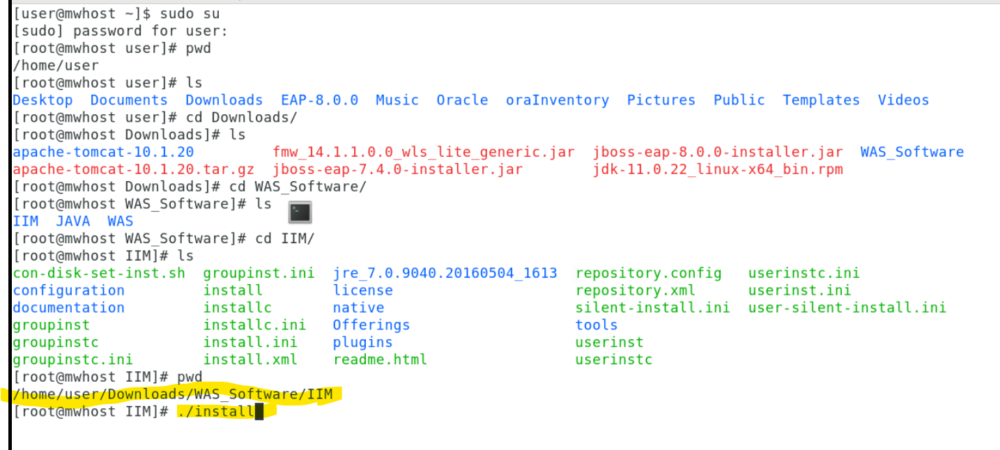 [user@mwhost ~]$ sudo su
[sudo] password for user:
[root@mwhost user]# pwd
/home/user
[root@mwhost user]# ls
Desktop  Documents  Downloads  EAP-8.0.0  Music  Oracle  oraInventory  Pictures  Public  Templates  Videos
[root@mwhost user]# cd Downloads/
[root@mwhost Downloads]# ls
apache-tomcat-10.1.20         fmw_14.1.1.0.0_wls_lite_generic.jar  jboss-eap-8.0.0-installer.jar  WAS_Software
apache-tomcat-10.1.20.tar.gz  jboss-eap-7.4.0-installer.jar        jdk-11.0.22_linux-x64_bin.rpm
[root@mwhost Downloads]# cd WAS_Software/
[root@mwhost WAS_Software]# ls
IIM  JAVA  WAS
[root@mwhost WAS_Software]# cd IIM/
[root@mwhost IIM]# ls
con-disk-set-inst.sh  groupinst.ini  jre_7.0.9040.20160504_1613  repository.config   userinstc.ini
configuration         install        license                     repository.xml      userinst.ini
documentation         installc       native                      silent-install.ini  user-silent-install.ini
groupinst             installc.ini   Offerings                   tools
groupinstc            install.ini    plugins                     userinst
groupinstc.ini        install.xml    readme.html                 userinstc
[root@mwhost IIM]# pwd
/home/user/Downloads/WAS_Software/IIM
[root@mwhost IIM]# ./install